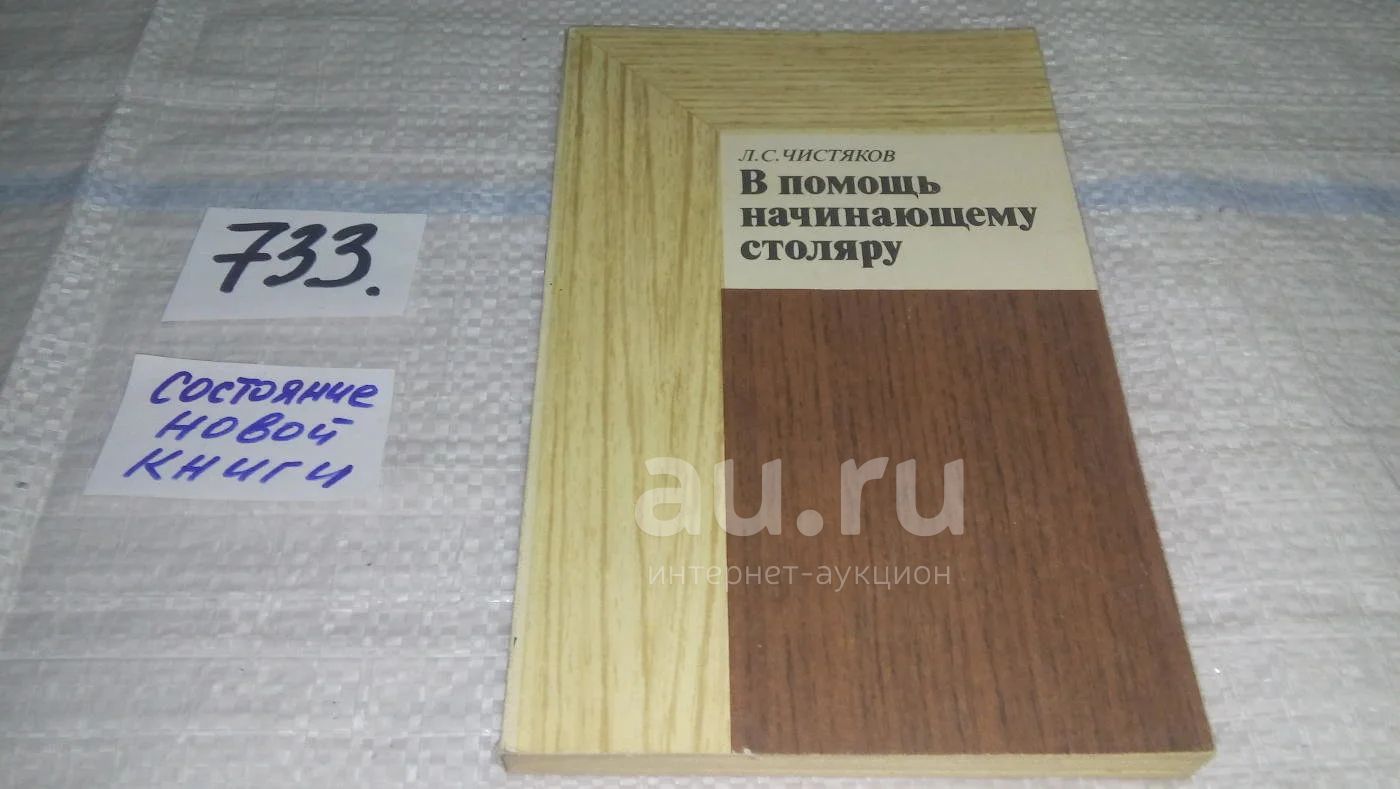 Л.С.ЧИСТЯКОВ
В помощь
начинающему
столяру
733.
Состояние
новой
книги
au.ru
интернет-аукцион